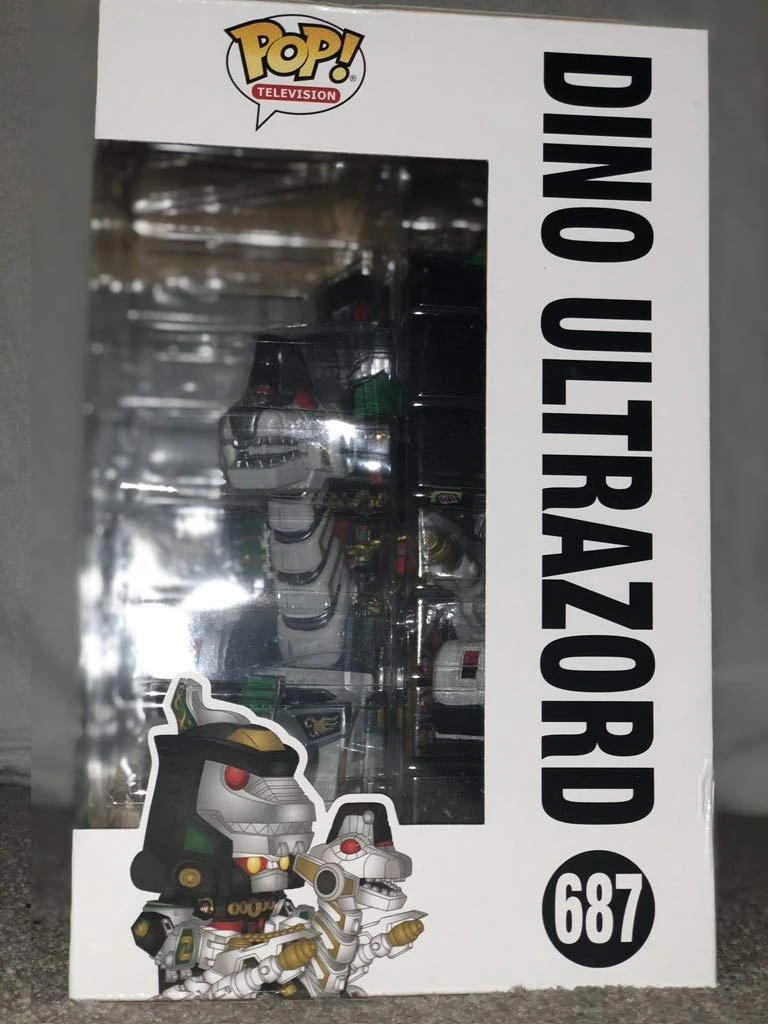 POP!
TELEVISION
DINO ULTRAZORD
687